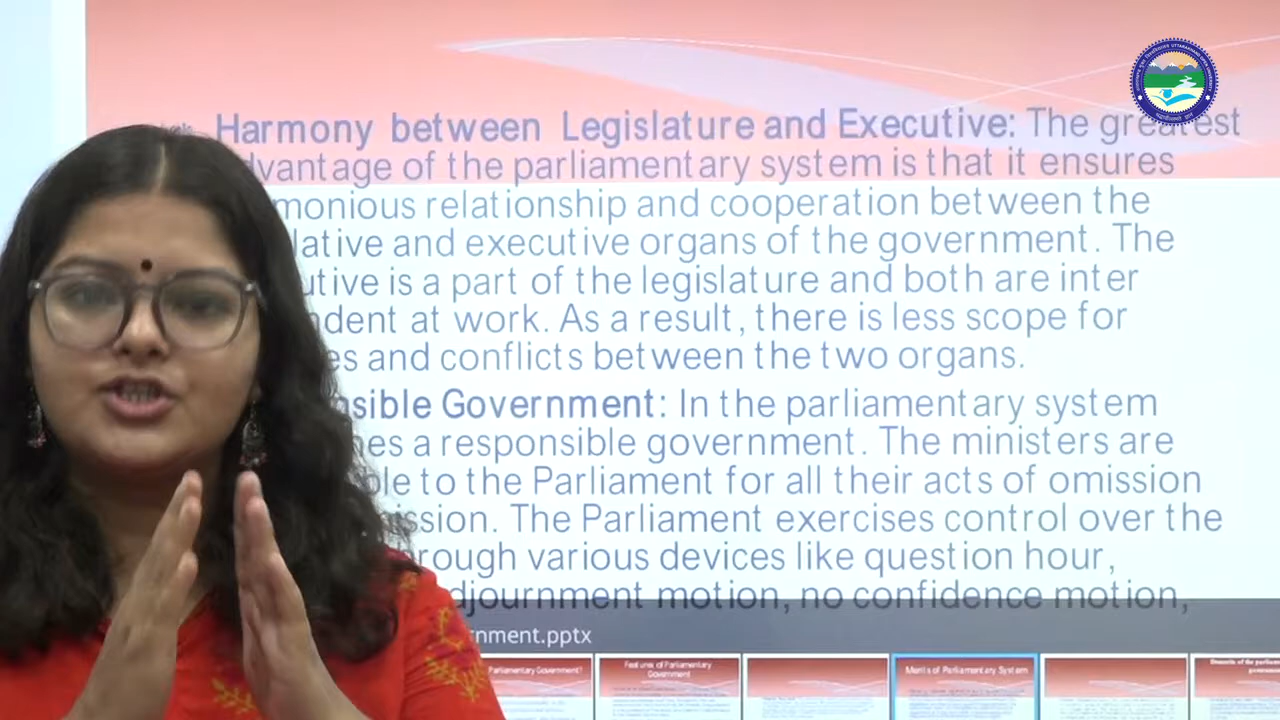 Harmony between Legislature and Executive: The greatest
dvantage of the parliamentary system is that it ensures
monious relationship and cooperation between the
lative and executive organs of the government. The
utive is a part of the legislature and both are inter
ndent at work. As a result, there is less scope for
es and conflicts between the two organs.
nsible Government: In the parliamentary system
hes a responsible government. The ministers are
ble to the Parliament for all their acts of omission
ission. The Parliament exercises control over the
rough various devices like question hour,
djournment motion, no confidence motion,
rnment.pptx
Parliamentary Government?
Features of Parliamentary
Government
Merits of Parliamentary System